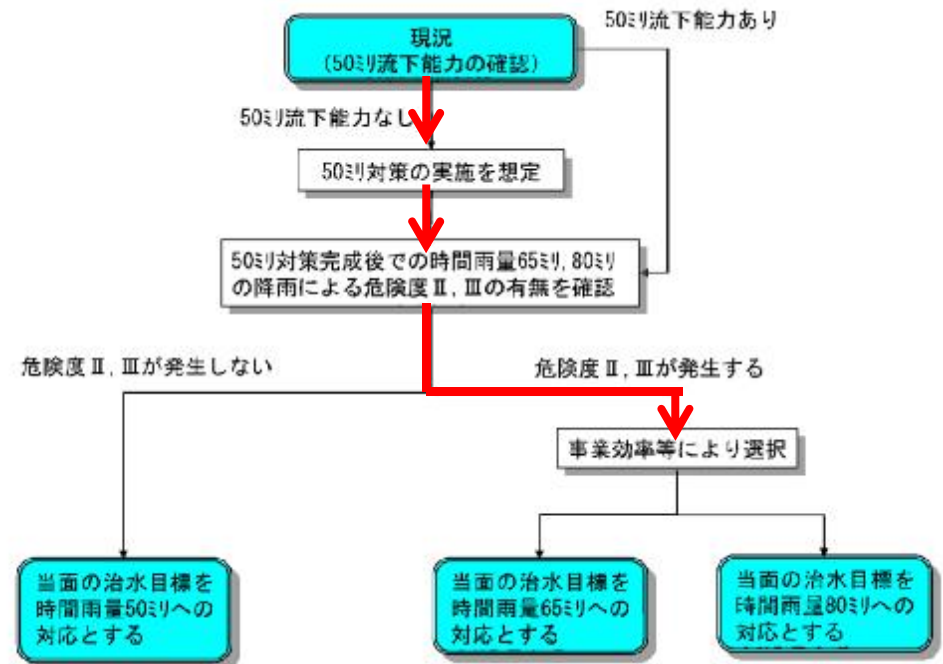 50ミリ流下能力あり
現況
(50ミリ流下能力の確認)
50ミリ流下能力なし
50ミリ対策の実施を想定
50ミリ対策完成後での時間雨量65ミリ,80ミリ
の降雨による危険度Ⅱ,Ⅲの有無を確認
危険度Ⅱ,Ⅲが発生しない
危険度Ⅱ,Ⅲが発生する
事業効率等により選択
当面の治水目標を
時間雨量50ミリへの
対応とする
当面の治水目標を
時間雨量65ミリへの
対応とする
当面の治水目標を
時間雨量80ミリへの
対応とする